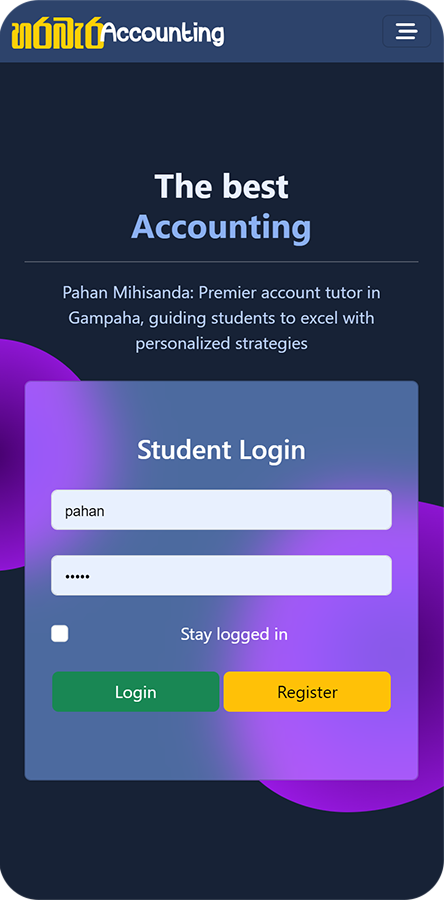 හරබැර Accounting
The best
Accounting
Pahan Mihisanda: Premier account tutor in
Gampaha, guiding students to excel with
personalized strategies
Student Login
pahan
•••••
Stay logged in
Login
Register